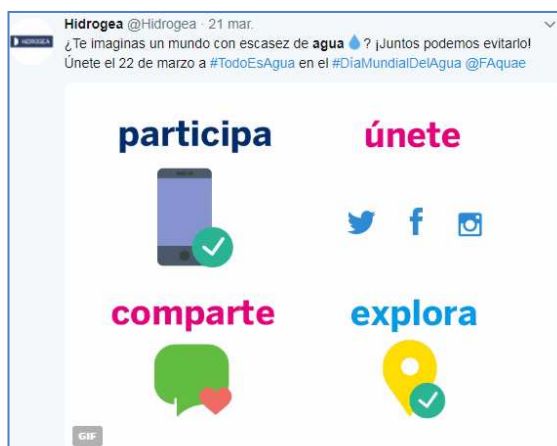 Hidrogea @Hidrogea · 21 mar.
¿Te imaginas un mundo con escasez de agua 💧? ¡Juntos podemos evitarlo!
Únete el 22 de marzo a #TodoEsAgua en el #DíaMundialDelAgua @FAquae
HIDROGEA
participa
únete
comparte
explora
GIF